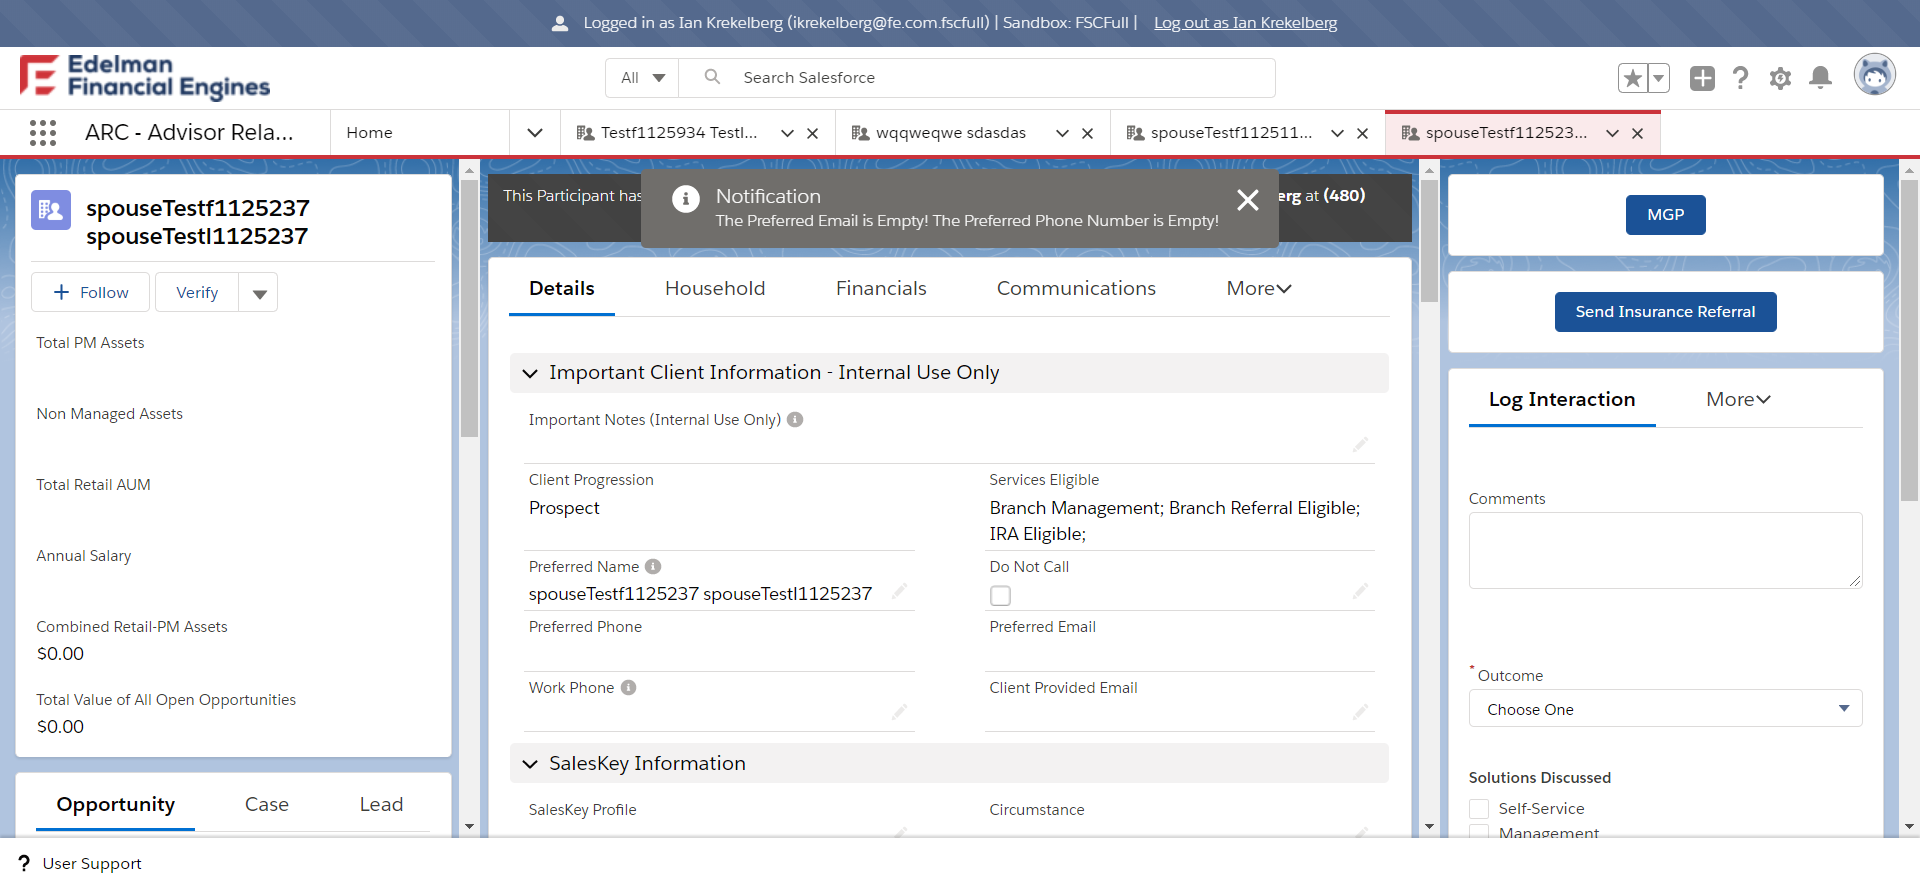 Logged in as Ian Krekelberg (ikrekelberg@fe.com.fscfull) | Sandbox: FSCFull | Log out as Ian Krekelberg
Edelman
Financial Engines
All
Search Salesforce
ARC - Advisor Rela...
Home
Testf1125934 Testl...
wqqweqwe sdasdas
spouseTestf112511...
spouseTestf112523...
spouseTestf1125237
spouseTestl1125237
Follow
Verify
Total PM Assets
Non Managed Assets
Total Retail AUM
Annual Salary
Combined Retail-PM Assets
$0.00
Total Value of All Open Opportunities
$0.00
Opportunity Case Lead
This Participant has
erg at (480)
Notification
The Preferred Email is Empty! The Preferred Phone Number is Empty!
Details Household Financials Communications More
Important Client Information - Internal Use Only
Important Notes (Internal Use Only)
Client Progression
Prospect
Services Eligible
Branch Management; Branch Referral Eligible;
IRA Eligible;
Preferred Name
spouseTestf1125237 spouseTestl1125237
Do Not Call
Preferred Phone
Preferred Email
Work Phone
Client Provided Email
SalesKey Information
SalesKey Profile
Circumstance
MGP
Send Insurance Referral
Log Interaction More
Comments
* Outcome
Choose One
Solutions Discussed
Self-Service
Management
? User Support